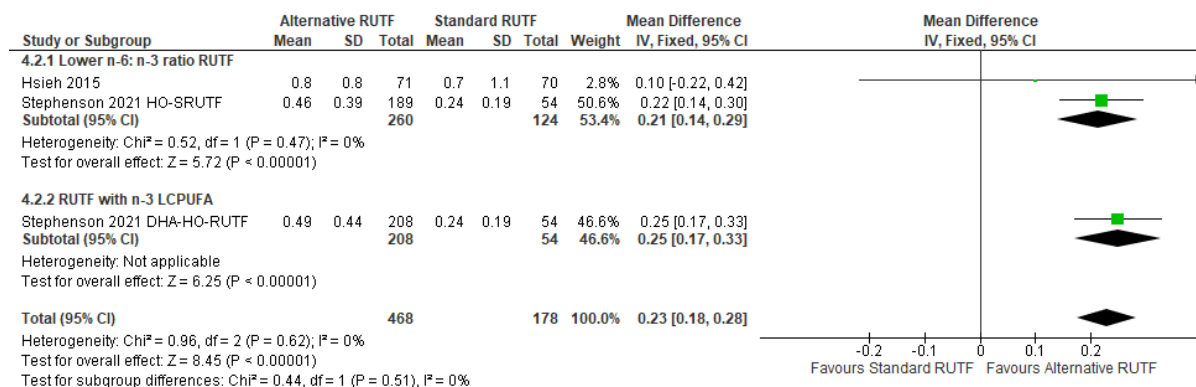 Alternative RUTF Standard RUTF Mean Difference Mean Difference
Study or Subgroup Mean SD Total Mean SD Total Weight IV, Fixed, 95% CI IV, Fixed, 95% CI
4.2.1 Lower n-6: n-3 ratio RUTF
Hsieh 2015 0.8 0.8 71 0.7 1.1 70 2.8% 0.10 [-0.22, 0.42]
Stephenson 2021 HO-SRUTF 0.46 0.39 189 0.24 0.19 54 50.6% 0.22 [0.14, 0.30]
Subtotal (95% CI) 260 124 53.4% 0.21 [0.14, 0.29]
Heterogeneity: Chi² = 0.52, df = 1 (P = 0.47); I² = 0%
Test for overall effect: Z = 5.72 (P < 0.00001)
4.2.2 RUTF with n-3 LCPUFA
Stephenson 2021 DHA-HO-RUTF 0.49 0.44 208 0.24 0.19 54 46.6% 0.25 [0.17, 0.33]
Subtotal (95% CI) 208 54 46.6% 0.25 [0.17, 0.33]
Heterogeneity: Not applicable
Test for overall effect: Z = 6.25 (P < 0.00001)
Total (95% CI) 468 178 100.0% 0.23 [0.18, 0.28]
Heterogeneity: Chi² = 0.96, df = 2 (P = 0.62); I² = 0%
Test for overall effect: Z = 8.45 (P < 0.00001)
Test for subgroup differences: Chi² = 0.44, df = 1 (P = 0.51), I² = 0%
-0.2 -0.1 0 0.1 0.2
Favours Standard RUTF Favours Alternative RUTF